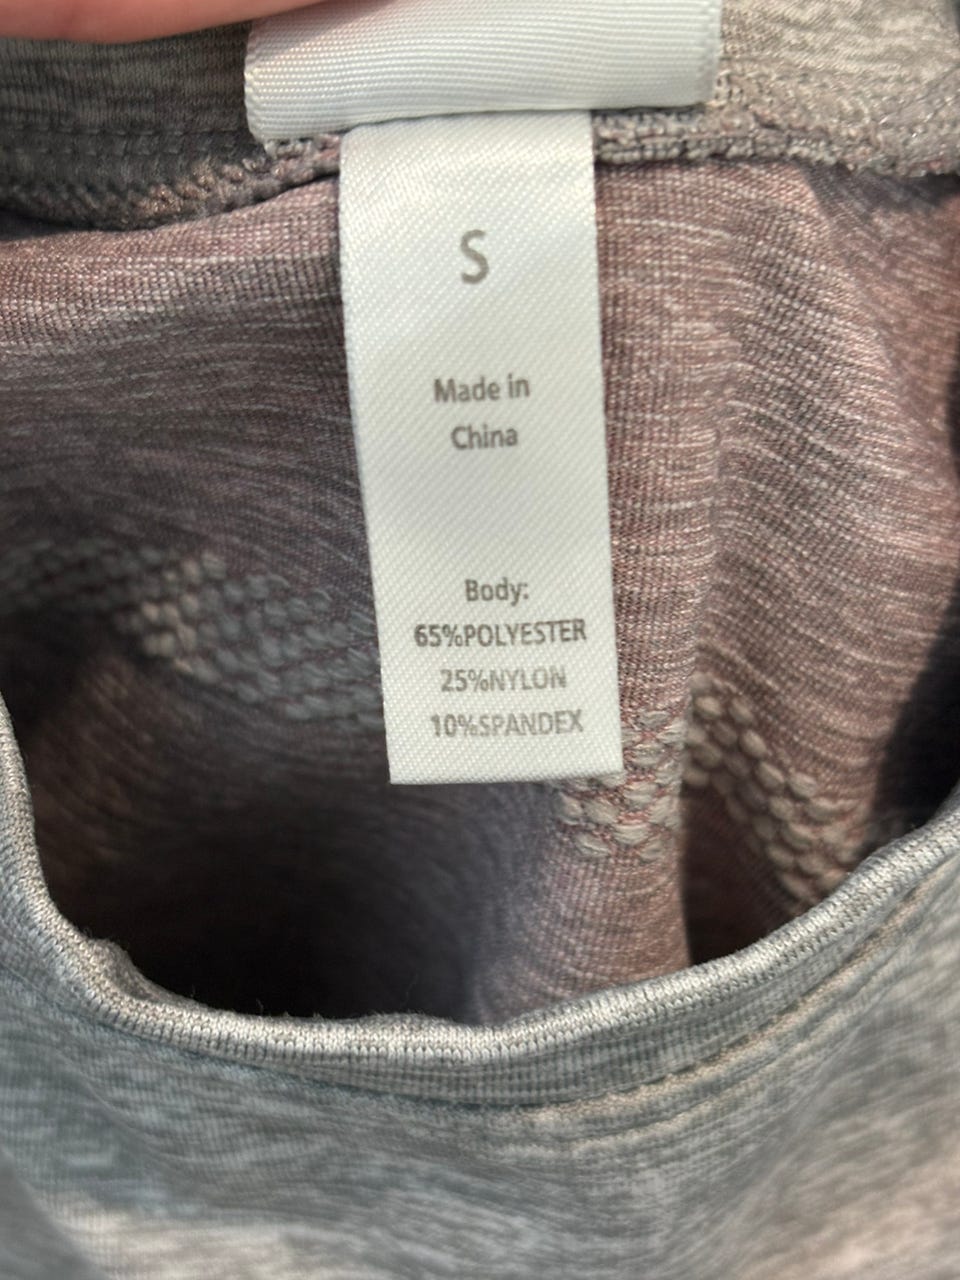 S
Made in
China
Body:
65%POLYESTER
25%NYLON
10%SPANDEX